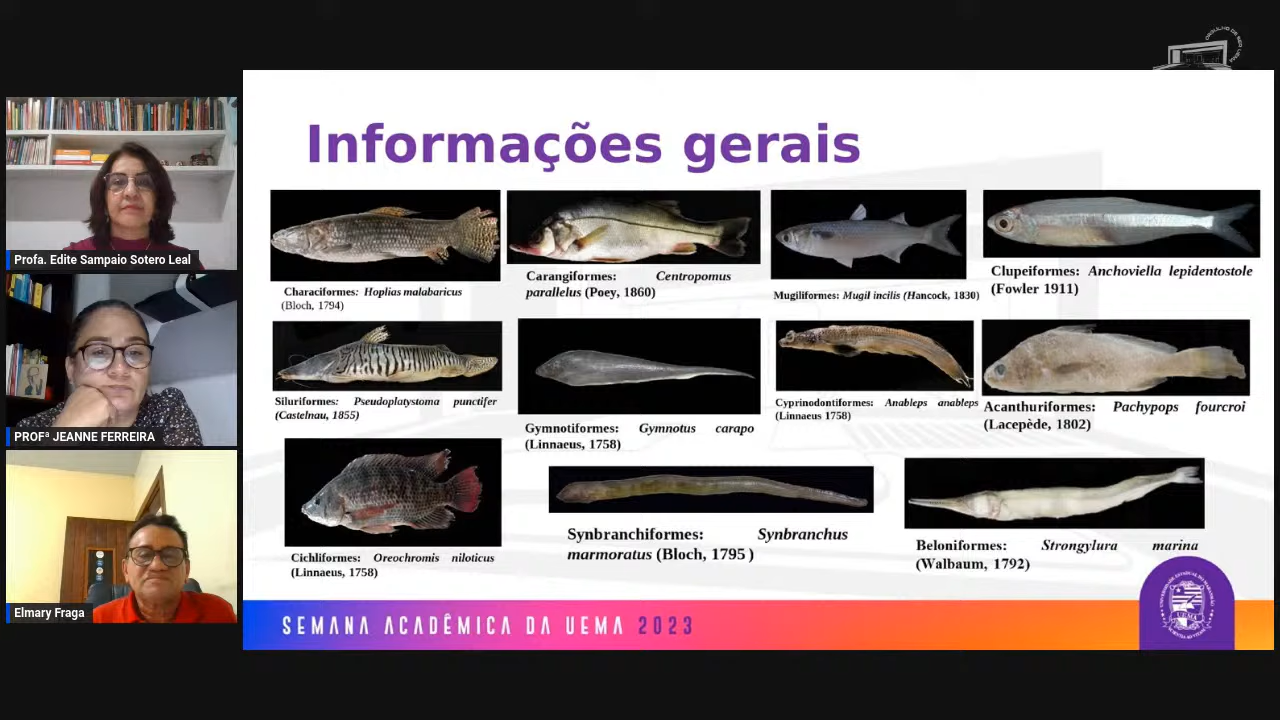 Informações gerais
Profa. Edite Sampaio Sotero Leal
PROFª JEANNE FERREIRA
Elmary Fraga
Characiformes: Hoplias malabaricus
(Bloch, 1794)
Carangiformes: Centropomus
parallelus (Poey, 1860)
Mugiliformes: Mugil incilis (Hancock, 1830)
Clupeiformes: Anchoviella lepidentostole
(Fowler 1911)
Siluriformes: Pseudoplatystoma punctifer
(Castelnau, 1855)
Gymnotiformes: Gymnotus carapo
(Linnaeus, 1758)
Cyprinodontiformes: Anableps anableps
(Linnaeus 1758)
Acanthuriformes: Pachypops fourcroi
(Lacepède, 1802)
Cichliformes: Oreochromis niloticus
(Linnaeus, 1758)
Synbranchiformes: Synbranchus
marmoratus (Bloch, 1795 )
Beloniformes: Strongylura marina
(Walbaum, 1792)
SEMANA ACADÊMICA DA UEMA 2023